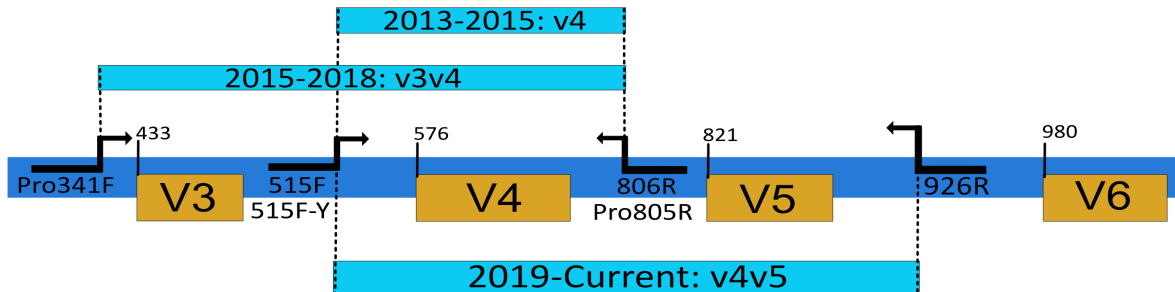 2013-2015: v4
2015-2018: v3v4
433
576
821
980
Pro341F
V3
515F
515F-Y
V4
806R
Pro805R
V5
926R
V6
2019-Current: v4v5